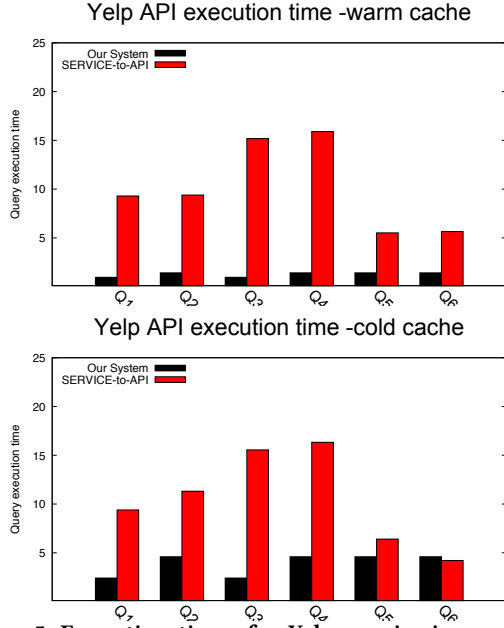 Yelp API execution time -warm cache
25
Our System
SERVICE-to-API
20
15
Query execution time
10
5
Q1
Q2
Q3
Q4
Q5
Q6
Yelp API execution time -cold cache
25
Our System
SERVICE-to-API
20
15
Query execution time
10
5
Q1
Q2
Q3
Q4
Q5
Q6